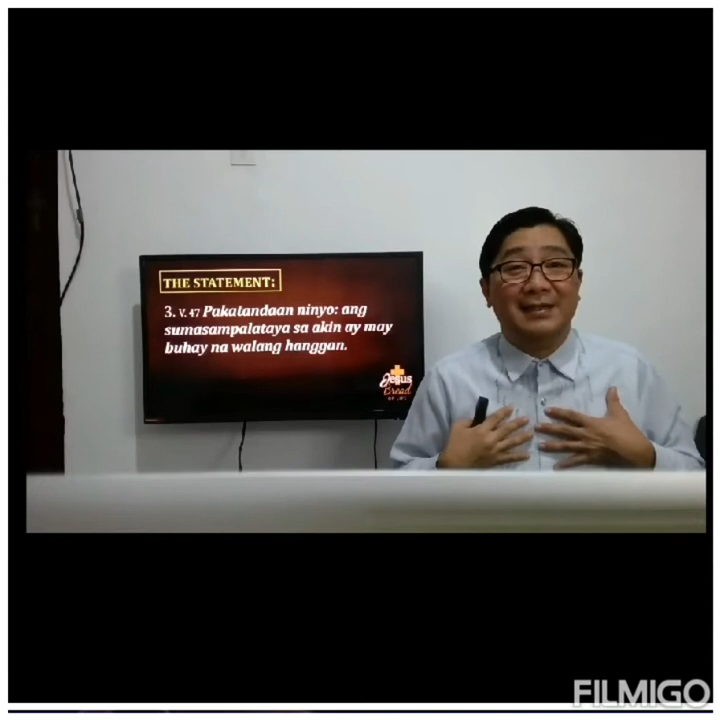 THE STATEMENT:
3. V. 47 Pakatandaan ninyo: ang
sumasampalataya sa akin ay may
buhay na walang hanggan.
Jesus
Bread
FILMIGO